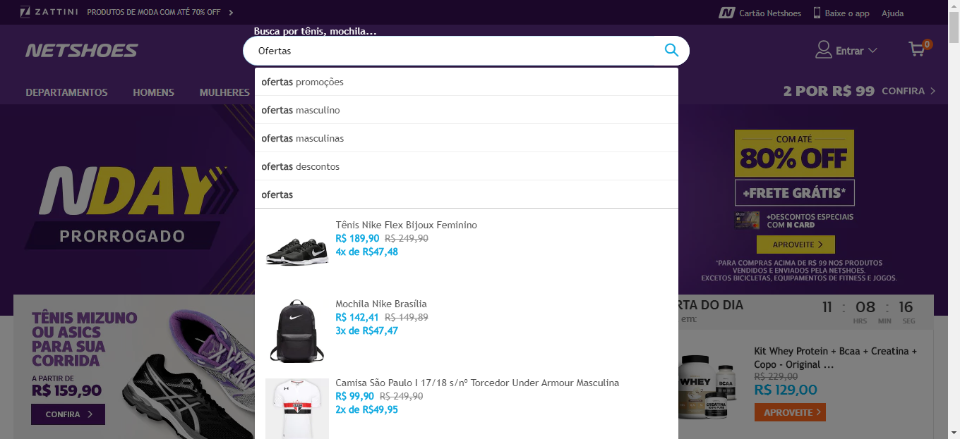 ZATTINI PRODUTOS DE MODA COM ATÉ 70% OFF
Cartão Netshoes Baixe o app Ajuda
Busca por tênis, mochila...
NETSHOES
Ofertas
Entrar
0
DEPARTAMENTOS HOMENS MULHERES
2 POR R$ 99 CONFIRA
ofertas promoções
ofertas masculino
ofertas masculinas
ofertas descontos
ofertas
NDAY
PRORROGADO
COM ATÉ
80% OFF
+FRETE GRÁTIS*
+DESCONTOS ESPECIAIS
COM N CARD
APROVEITE
*PARA COMPRAS ACIMA DE R$ 99 NOS PRODUTOS
VENDIDOS E ENVIADOS PELA NETSHOES.
EXCETOS BICICLETAS, EQUIPAMENTOS DE FITNESS E JOGOS.
Tênis Nike Flex Bijoux Feminino
R$ 189,90 R$ 249,90
4x de R$47,48
Mochila Nike Brasília
R$ 142,41 R$ 149,89
3x de R$47,47
Camisa São Paulo I 17/18 s/nº Torcedor Under Armour Masculina
R$ 99,90 R$ 249,90
2x de R$49,95
TÊNIS MIZUNO
OU ASICS
PARA SUA
CORRIDA
A PARTIR DE
R$ 159,90
CONFIRA
RTA DO DIA
em:
11 : 08 : 16
HRS MIN SEG
WHEY
BCAA
Kit Whey Protein + Bcaa + Creatina +
Copo - Original ...
R$ 229,00
R$ 129,00
APROVEITE